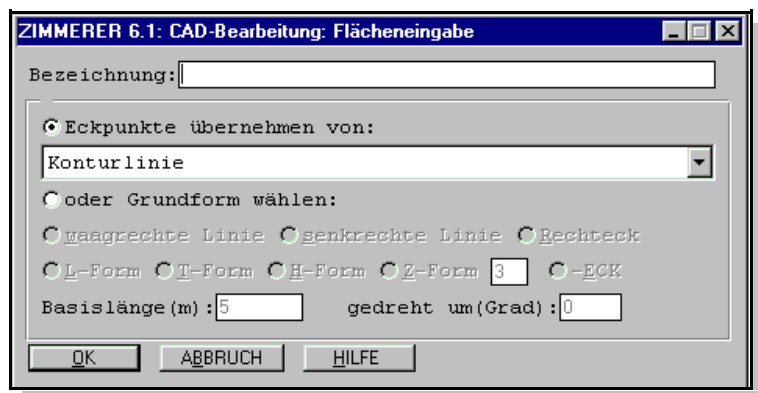 ZIMMERER 6.1: CAD-Bearbeitung: Flächeneingabe
Bezeichnung:
Eckpunkte übernehmen von:
Konturlinie
oder Grundform wählen:
waagrechte Linie senkrechte Linie Rechteck
L-Form T-Form H-Form Z-Form 3 -ECK
Basislänge(m):5 gedreht um(Grad):0
OK ABBRUCH HILFE